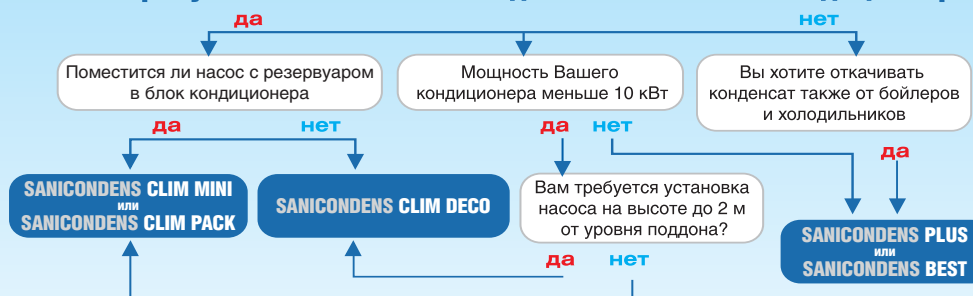 да
нет
Поместится ли насос с резервуаром
в блок кондиционера
Мощность Вашего
кондиционера меньше 10 кВт
Вы хотите откачивать
конденсат также от бойлеров
и холодильников
да
нет
да
нет
да
SANICONDENS CLIM MINI
или
SANICONDENS CLIM PACK
SANICONDENS CLIM DECO
Вам требуется установка
насоса на высоте до 2 м
от уровня поддона?
SANICONDENS PLUS
или
SANICONDENS BEST
да
нет